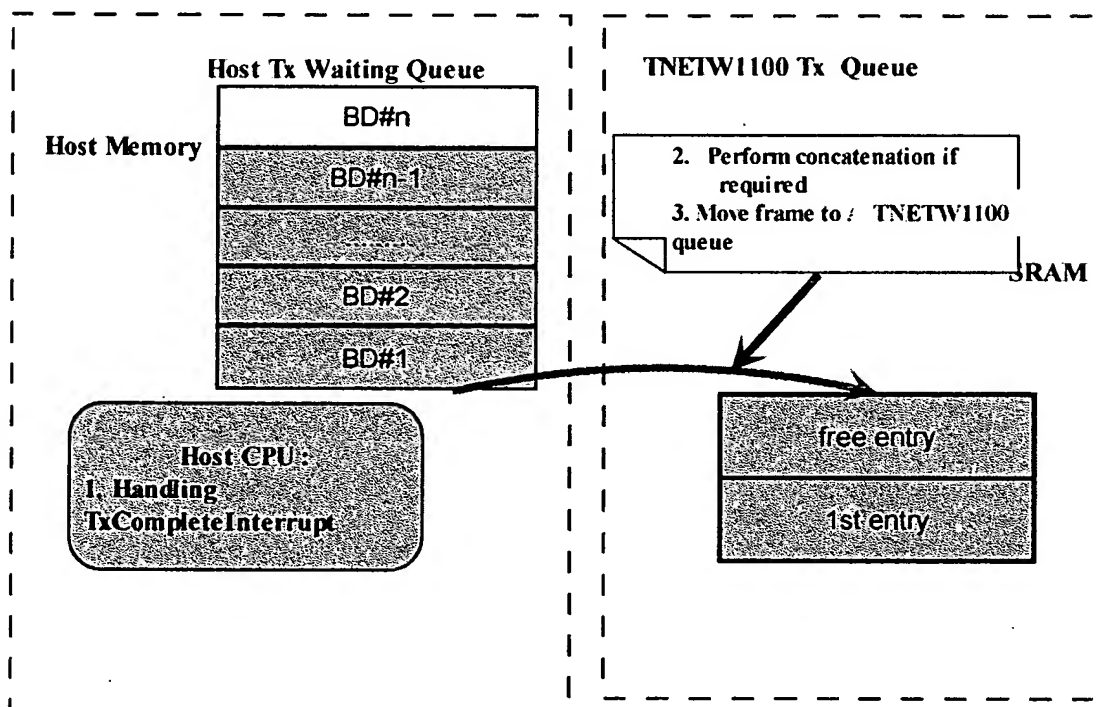 Host Tx Waiting Queue
Host Memory
BD#n
BD#n-1
........
BD#2
BD#1
Host CPU:
1. Handling
TxCompleteInterrupt
TNETW1100 Tx Queue
2. Perform concatenation if
required
3. Move frame to TNETW1100
queue
SRAM
free entry
1st entry